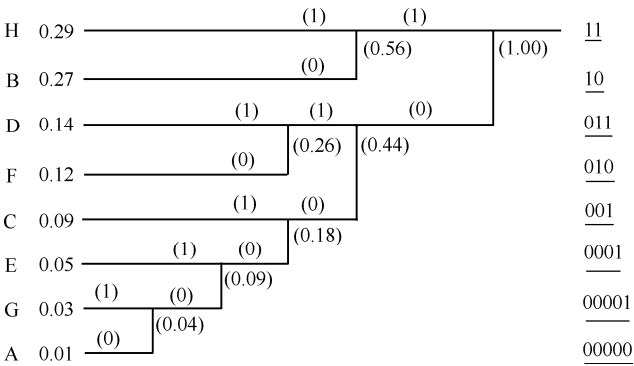 (1) (1)
H 0.29 11
(0) (0.56) (1.00)
B 0.27 10
(1) (1) (0)
D 0.14 011
(0) (0.26) (0.44)
F 0.12 010
(1) (0)
C 0.09 001
(1) (0) (0.18)
E 0.05 0001
(1) (0) (0.09)
G 0.03 00001
(0) (0.04)
A 0.01 00000